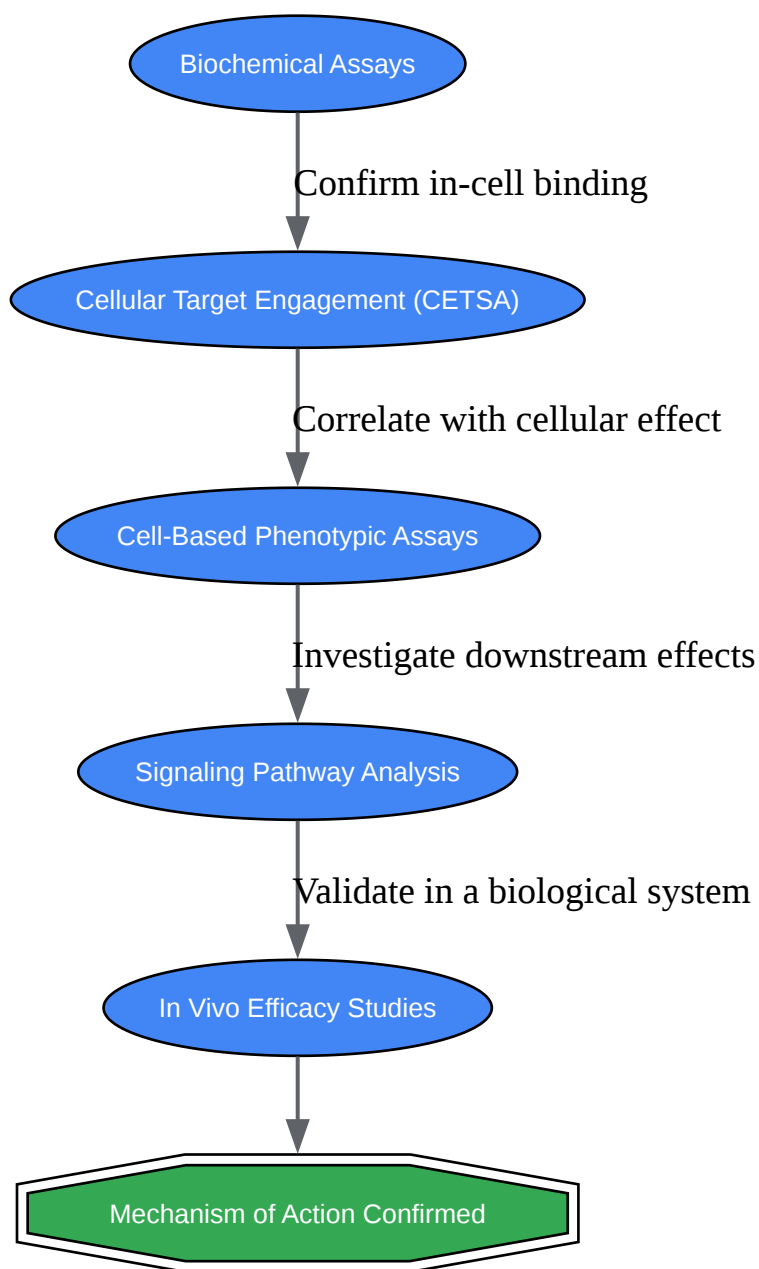 Biochemical Assays
Confirm in-cell binding
Cellular Target Engagement (CETSA)
Correlate with cellular effect
Cell-Based Phenotypic Assays
Investigate downstream effects
Signaling Pathway Analysis
Validate in a biological system
In Vivo Efficacy Studies
Mechanism of Action Confirmed